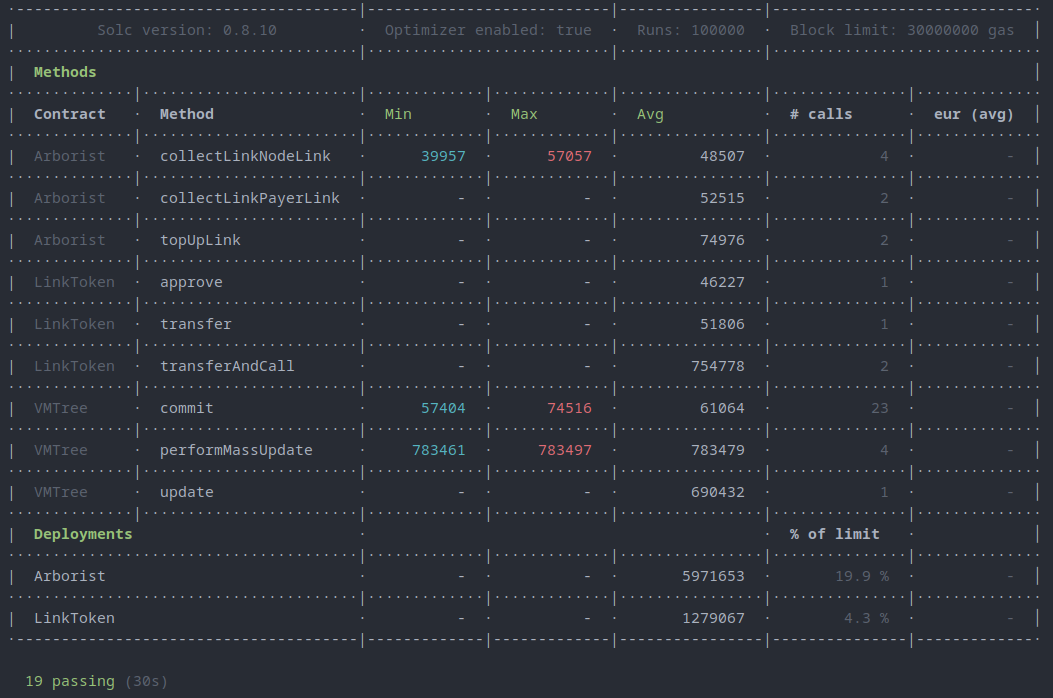 Solc version: 0.8.10 · Optimizer enabled: true · Runs: 100000 · Block limit: 30000000 gas
Methods
Contract · Method · Min · Max · Avg · # calls · eur (avg)
Arborist · collectLinkNodeLink · 39957 · 57057 · 48507 · 4 · -
Arborist · collectLinkPayerLink · - · - · 52515 · 2 · -
Arborist · topUpLink · - · - · 74976 · 2 · -
LinkToken · approve · - · - · 46227 · 1 · -
LinkToken · transfer · - · - · 51806 · 1 · -
LinkToken · transferAndCall · - · - · 754778 · 2 · -
VMTree · commit · 57404 · 74516 · 61064 · 23 · -
VMTree · performMassUpdate · 783461 · 783497 · 783479 · 4 · -
VMTree · update · - · - · 690432 · 1 · -
Deployments · · % of limit ·
Arborist · - · - · 5971653 · 19.9 % · -
LinkToken · - · - · 1279067 · 4.3 % · -
19 passing (30s)